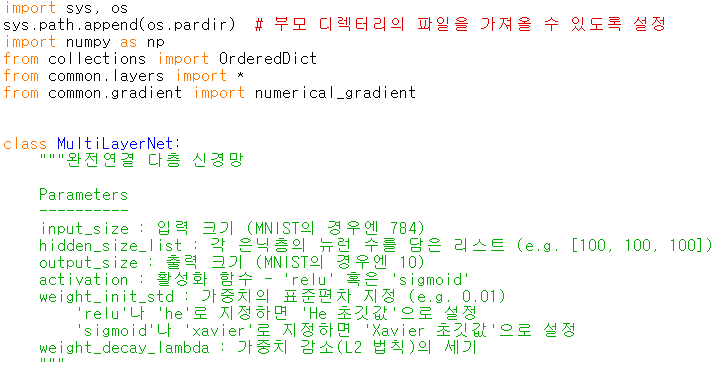 import sys, os
sys.path.append(os.pardir)  # 부모 디렉터리의 파일을 가져올 수 있도록 설정
import numpy as np
from collections import OrderedDict
from common.layers import *
from common.gradient import numerical_gradient
class MultiLayerNet:
    """완전연결 다층 신경망
    Parameters
    ----------
    input_size : 입력 크기 (MNIST의 경우엔 784)
    hidden_size_list : 각 은닉층의 뉴런 수를 담은 리스트 (e.g. [100, 100, 100])
    output_size : 출력 크기 (MNIST의 경우엔 10)
    activation : 활성화 함수 - 'relu' 혹은 'sigmoid'
    weight_init_std : 가중치의 표준편차 지정 (e.g. 0.01)
        'relu'나 'he'로 지정하면 'He 초깃값'으로 설정
        'sigmoid'나 'xavier'로 지정하면 'Xavier 초깃값'으로 설정
    weight_decay_lambda : 가중치 감소(L2 법칙)의 세기
    """